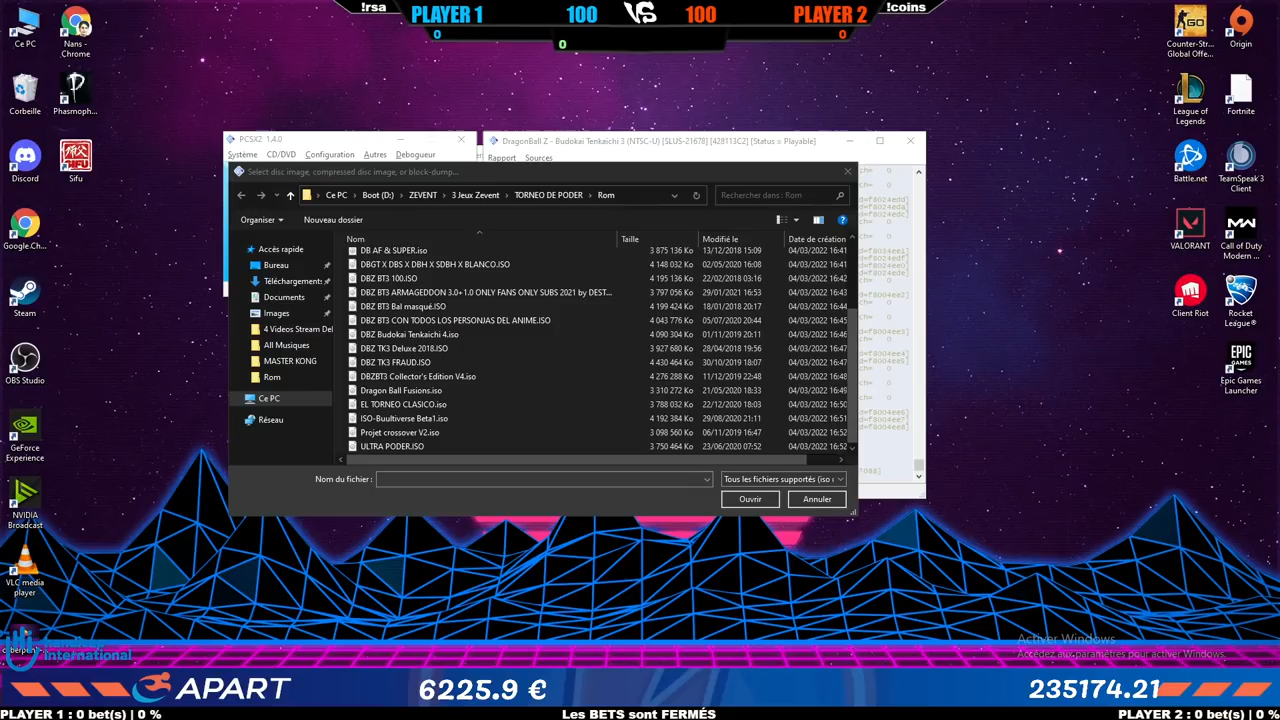 !rsa
PLAYER 1
100
VS
100
PLAYER 2
!coins
0
0
0
Ce PC
Nans - Chrome
Corbeille
Phasmoph...
Discord
Sifu
Google Ch...
Steam
OBS Studio
GeForce Experience
NVIDIA Broadcast
VLC media player
Counter-Str... Global Offe...
Origin
League of Legends
Fortnite
Battle.net
TeamSpeak 3 Client
VALORANT
Call of Duty Modern ...
Client Riot
Rocket League®
Epic Games Launcher
PCSX2 1.4.0
Système CD/DVD Configuration Autres Debogueur
DragonBall Z - Budokai Tenkaichi 3 (NTSC-U) [SLUS-21678] [428113C2] [Status = Playable]
Rapport Sources
Select disc image, compressed disc image, or block-dump...
Ce PC > Boot (D:) > ZEVENT > 3 Jeux Zevent > TORNEO DE PODER > Rom
Rechercher dans : Rom
Organiser Nouveau dossier
Accès rapide
Bureau
Téléchargements
Documents
Images
4 Videos Stream De
All Musiques
MASTER KONG
Rom
Ce PC
Réseau
Nom Taille Modifié le Date de création
DB AF & SUPER.iso 3 875 136 Ko 13/12/2018 15:09 04/03/2022 16:41
DBGT X DBS X DBH X SDBH X BLANCO.ISO 4 148 032 Ko 02/05/2020 16:08 04/03/2022 16:41
DBZ BT3 100.ISO 4 195 136 Ko 22/02/2018 03:16 04/03/2022 16:42
DBZ BT3 ARMAGEDDON 3.0+1.0 ONLY FANS ONLY SUBS 2021 by DEST... 3 797 056 Ko 29/01/2021 16:53 04/03/2022 16:43
DBZ BT3 Bal masqué.ISO 4 199 424 Ko 18/01/2018 20:17 04/03/2022 16:44
DBZ BT3 CON TODOS LOS PERSONJAS DEL ANIME.ISO 4 043 776 Ko 05/07/2020 20:44 04/03/2022 16:45
DBZ Budokai Tenkaichi 4.iso 4 090 304 Ko 01/11/2019 20:11 04/03/2022 16:46
DBZ TK3 Deluxe 2018.ISO 3 927 680 Ko 28/04/2018 19:56 04/03/2022 16:47
DBZ TK3 FRAUD.ISO 4 430 464 Ko 30/10/2019 18:07 04/03/2022 16:47
DBZBT3 Collector's Edition V4.iso 4 276 288 Ko 11/12/2019 22:48 04/03/2022 16:48
Dragon Ball Fusions.iso 3 310 272 Ko 21/05/2020 18:33 04/03/2022 16:49
EL TORNEO CLASICO.iso 3 788 032 Ko 22/12/2020 18:03 04/03/2022 16:50
ISO-Buultiverse Beta1.iso 4 192 384 Ko 29/08/2020 21:11 04/03/2022 16:51
Projet crossover V2.iso 3 098 560 Ko 06/11/2019 16:47 04/03/2022 16:52
ULTRA PODER.ISO 3 750 464 Ko 23/06/2020 07:52 04/03/2022 16:52
Nom du fichier :
Tous les fichiers supportés (iso
Ouvrir Annuler
Activer Windows
Accédez aux paramètres pour activer Windows.
handicap international
APART
6225.9 €
235174.21
PLAYER 1 : 0 bet(s) | 0 %
Les BETS sont FERMÉS
PLAYER 2 : 0 bet(s) | 0 %